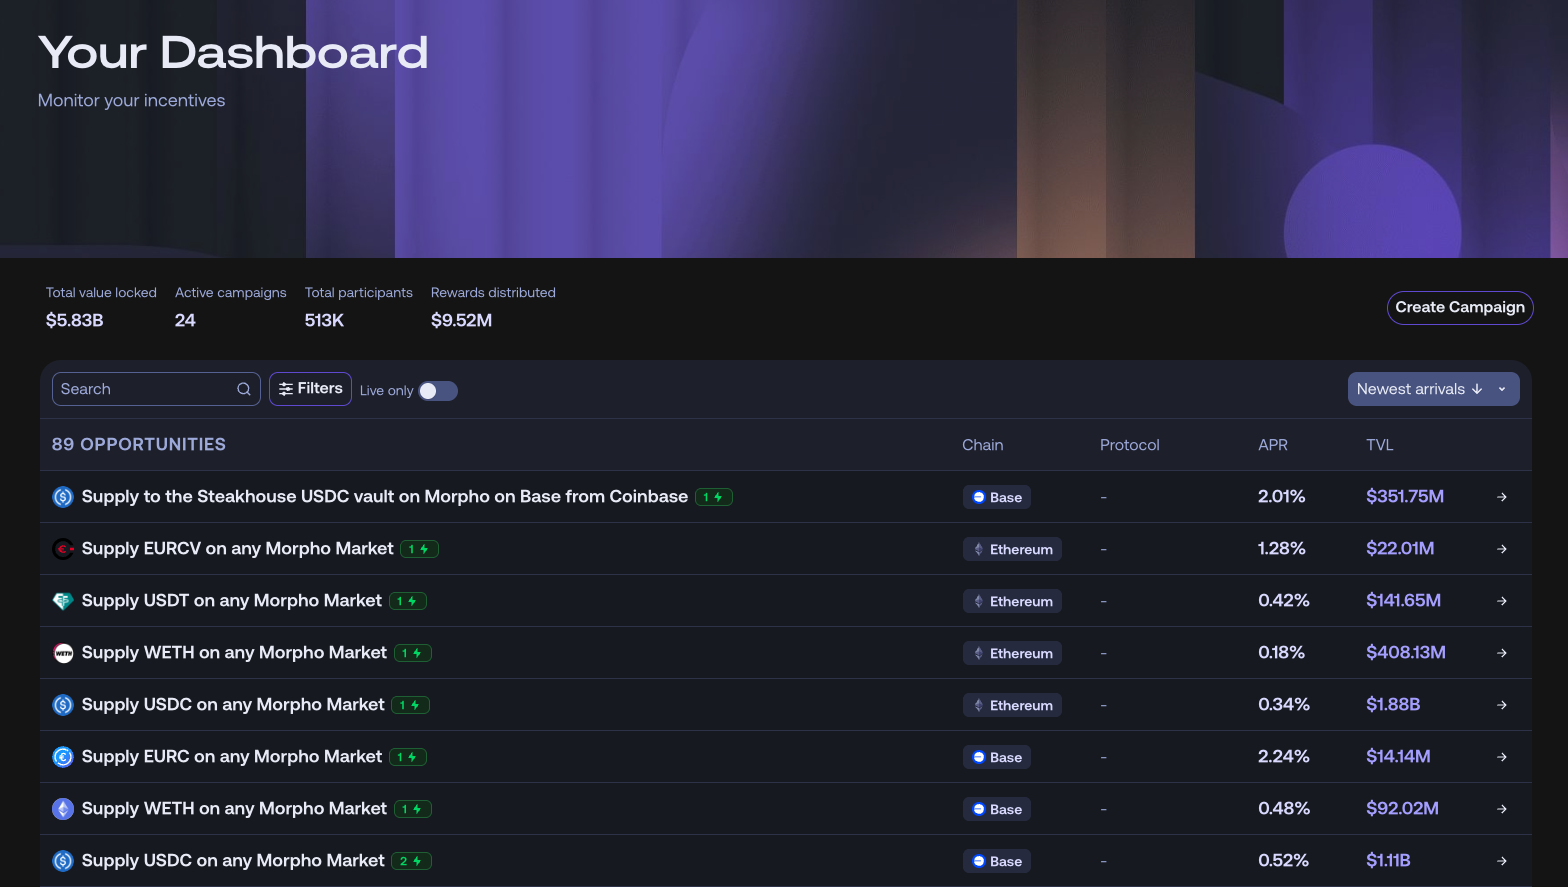 Your Dashboard
Monitor your incentives
Total value locked Active campaigns Total participants Rewards distributed
$5.83B 24 513K $9.52M
Create Campaign
Search Filters Live only Newest arrivals
89 OPPORTUNITIES Chain Protocol APR TVL
Supply to the Steakhouse USDC vault on Morpho on Base from Coinbase 1 Base - 2.01% $351.75M
Supply EURCV on any Morpho Market 1 Ethereum - 1.28% $22.01M
Supply USDT on any Morpho Market 1 Ethereum - 0.42% $141.65M
WETH Supply WETH on any Morpho Market 1 Ethereum - 0.18% $408.13M
Supply USDC on any Morpho Market 1 Ethereum - 0.34% $1.88B
Supply EURC on any Morpho Market 1 Base - 2.24% $14.14M
Supply WETH on any Morpho Market 1 Base - 0.48% $92.02M
Supply USDC on any Morpho Market 2 Base - 0.52% $1.11B